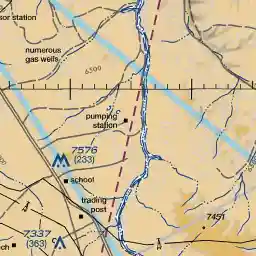 sor station
numerous
gas wells
6500
pumping
station
7576
(233)
school
trading
post
7451
7337
(363)
ch